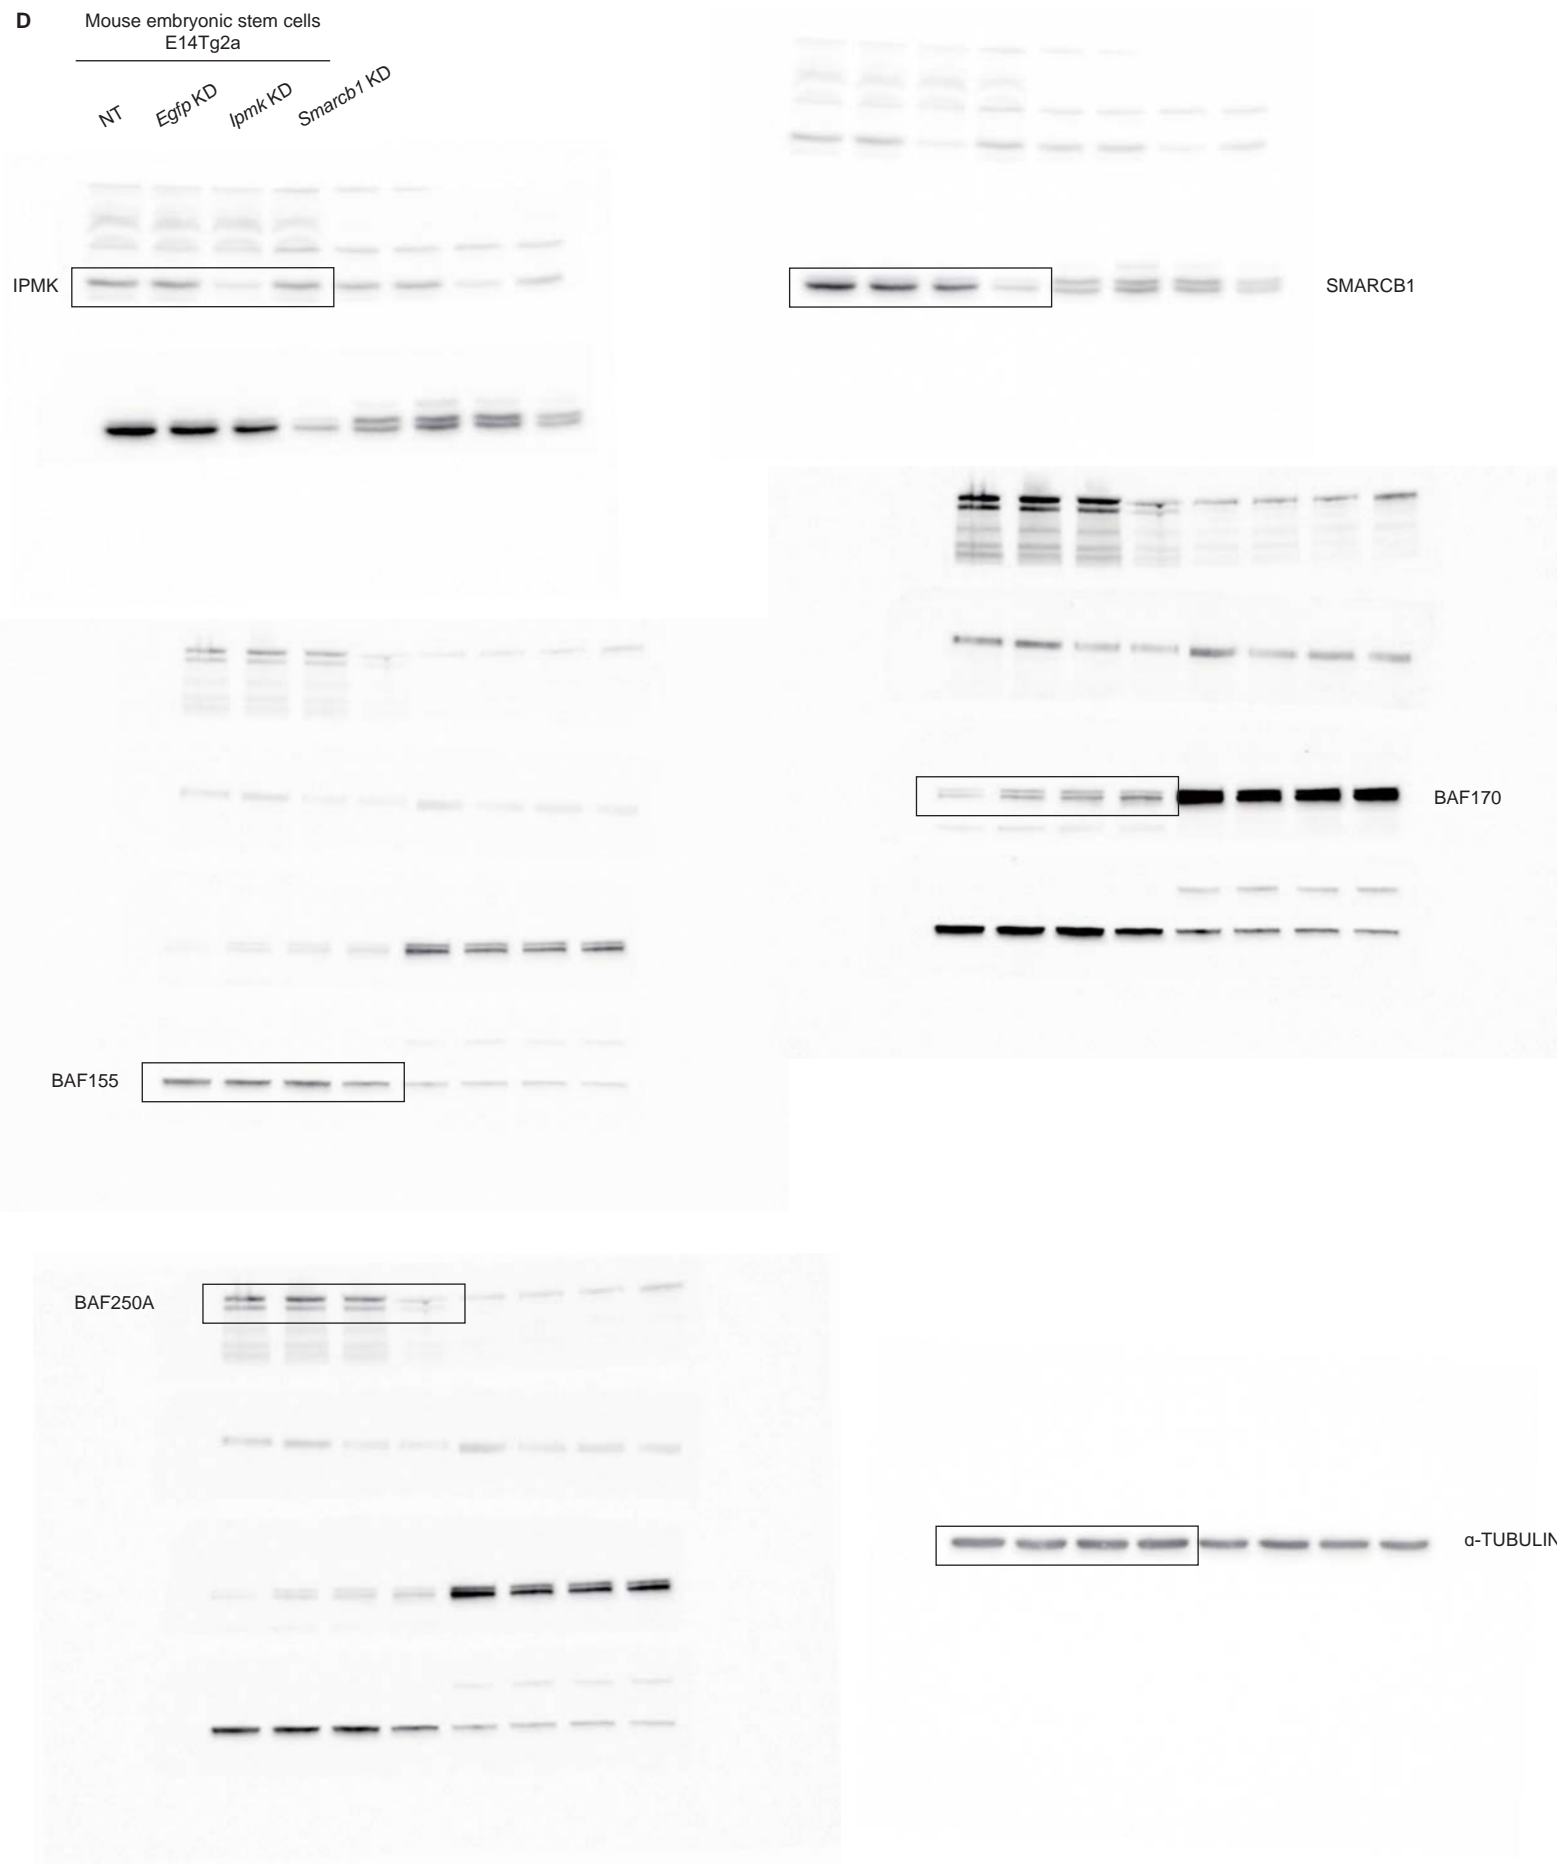 D
Mouse embryonic stem cells
E14Tg2a
NT
Egfp KD
Ipmk KD
Smarcb1 KD
IPMK
SMARCB1
BAF170
BAF155
BAF250A
α-TUBULIN